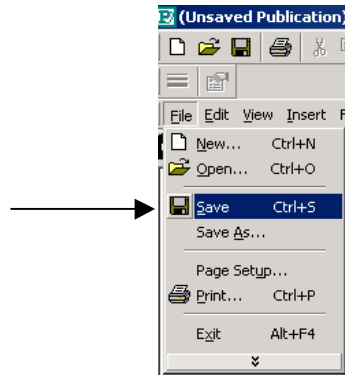 (Unsaved Publication)
File Edit View Insert
New... Ctrl+N
Open... Ctrl+O
Save Ctrl+S
Save As...
Page Setup...
Print... Ctrl+P
Exit Alt+F4